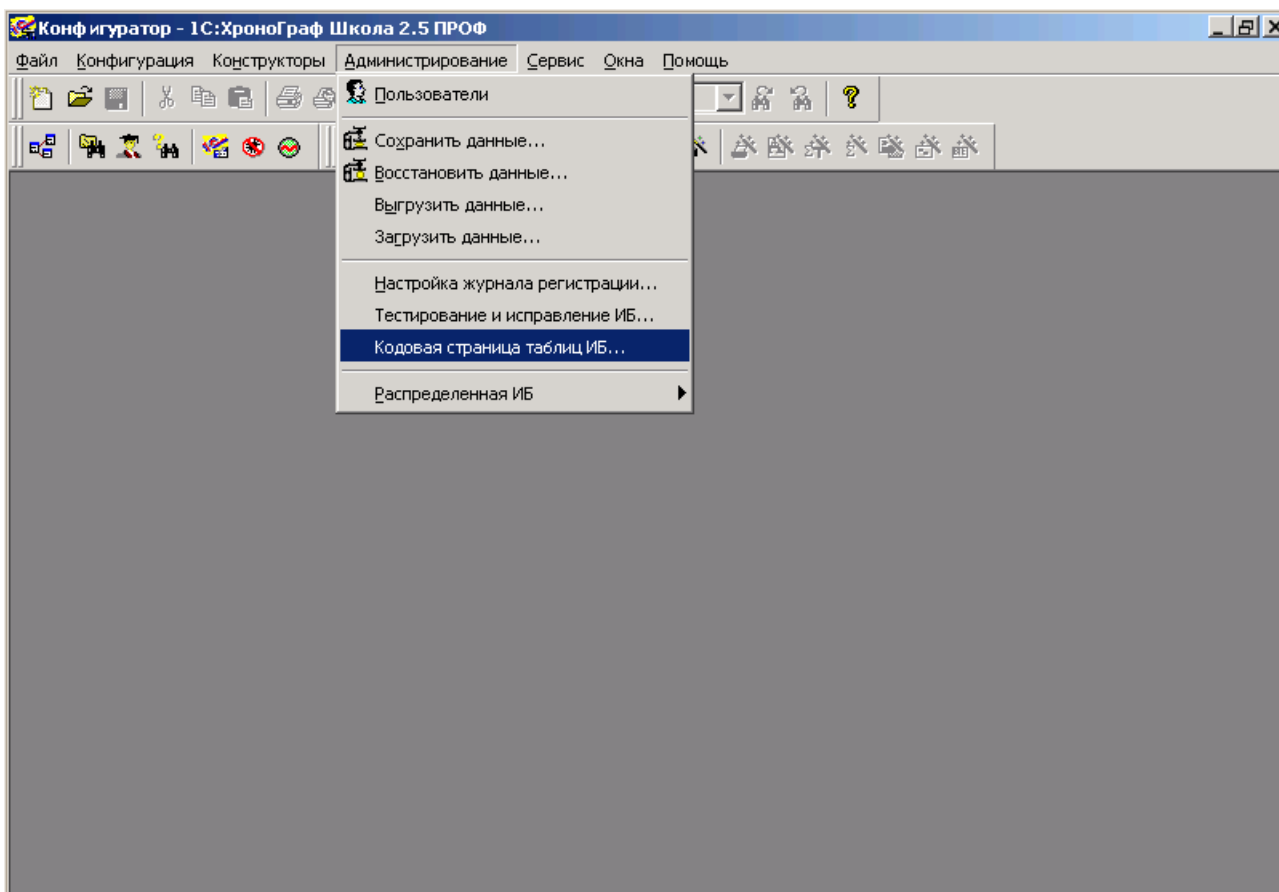 Конфигуратор - 1С:ХроноГраф Школа 2.5 ПРОФ
Файл Конфигурация Конструкторы Администрирование Сервис Окна Помощь
Пользователи
Сохранить данные...
Восстановить данные...
Выгрузить данные...
Загрузить данные...
Настройка журнала регистрации...
Тестирование и исправление ИБ...
Кодовая страница таблиц ИБ...
Распределенная ИБ